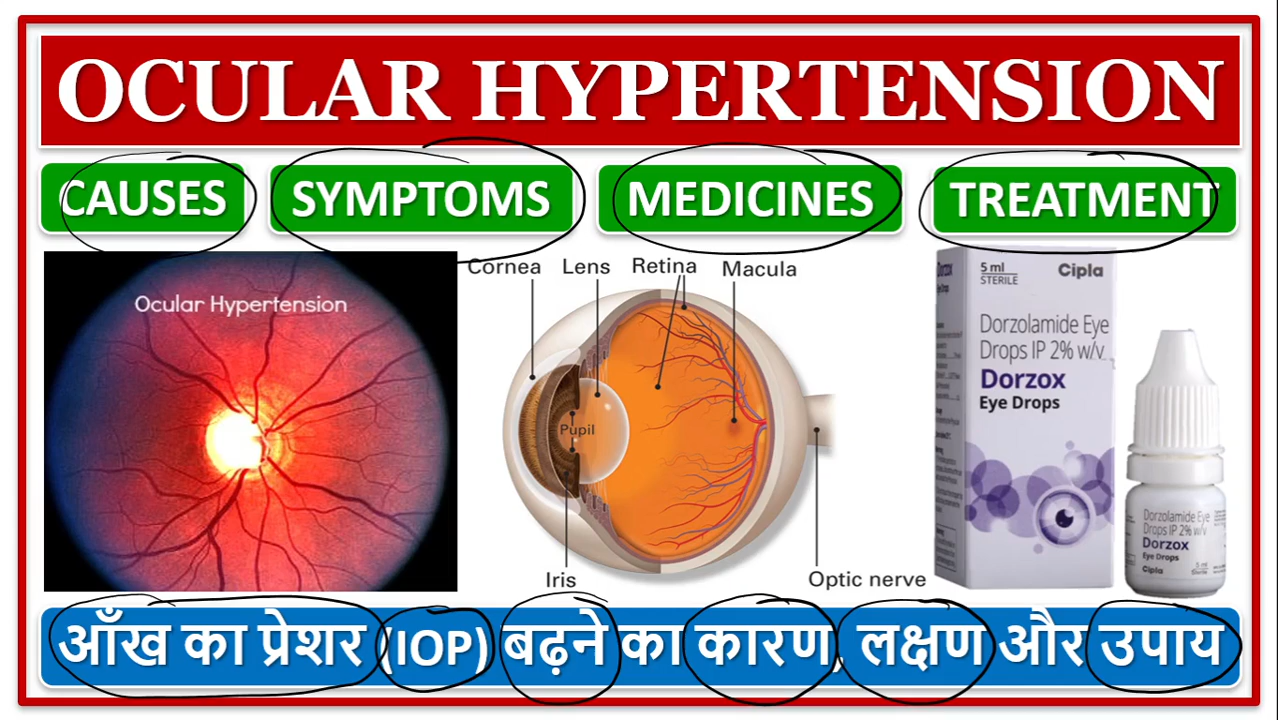 OCULAR HYPERTENSION
CAUSES
SYMPTOMS
MEDICINES
TREATMENT
Ocular Hypertension
Cornea
Lens
Retina
Macula
Pupil
Iris
Optic nerve
5 ml
STERILE
Cipla
Dorzolamide Eye
Drops IP 2% w/v
Dorzox
Eye Drops
Dorzolamide Eye
Drops IP 2% w/v
Dorzox
Eye Drops
Cipla
आँख का प्रेशर (IOP) बढ़ने का कारण, लक्षण और उपाय